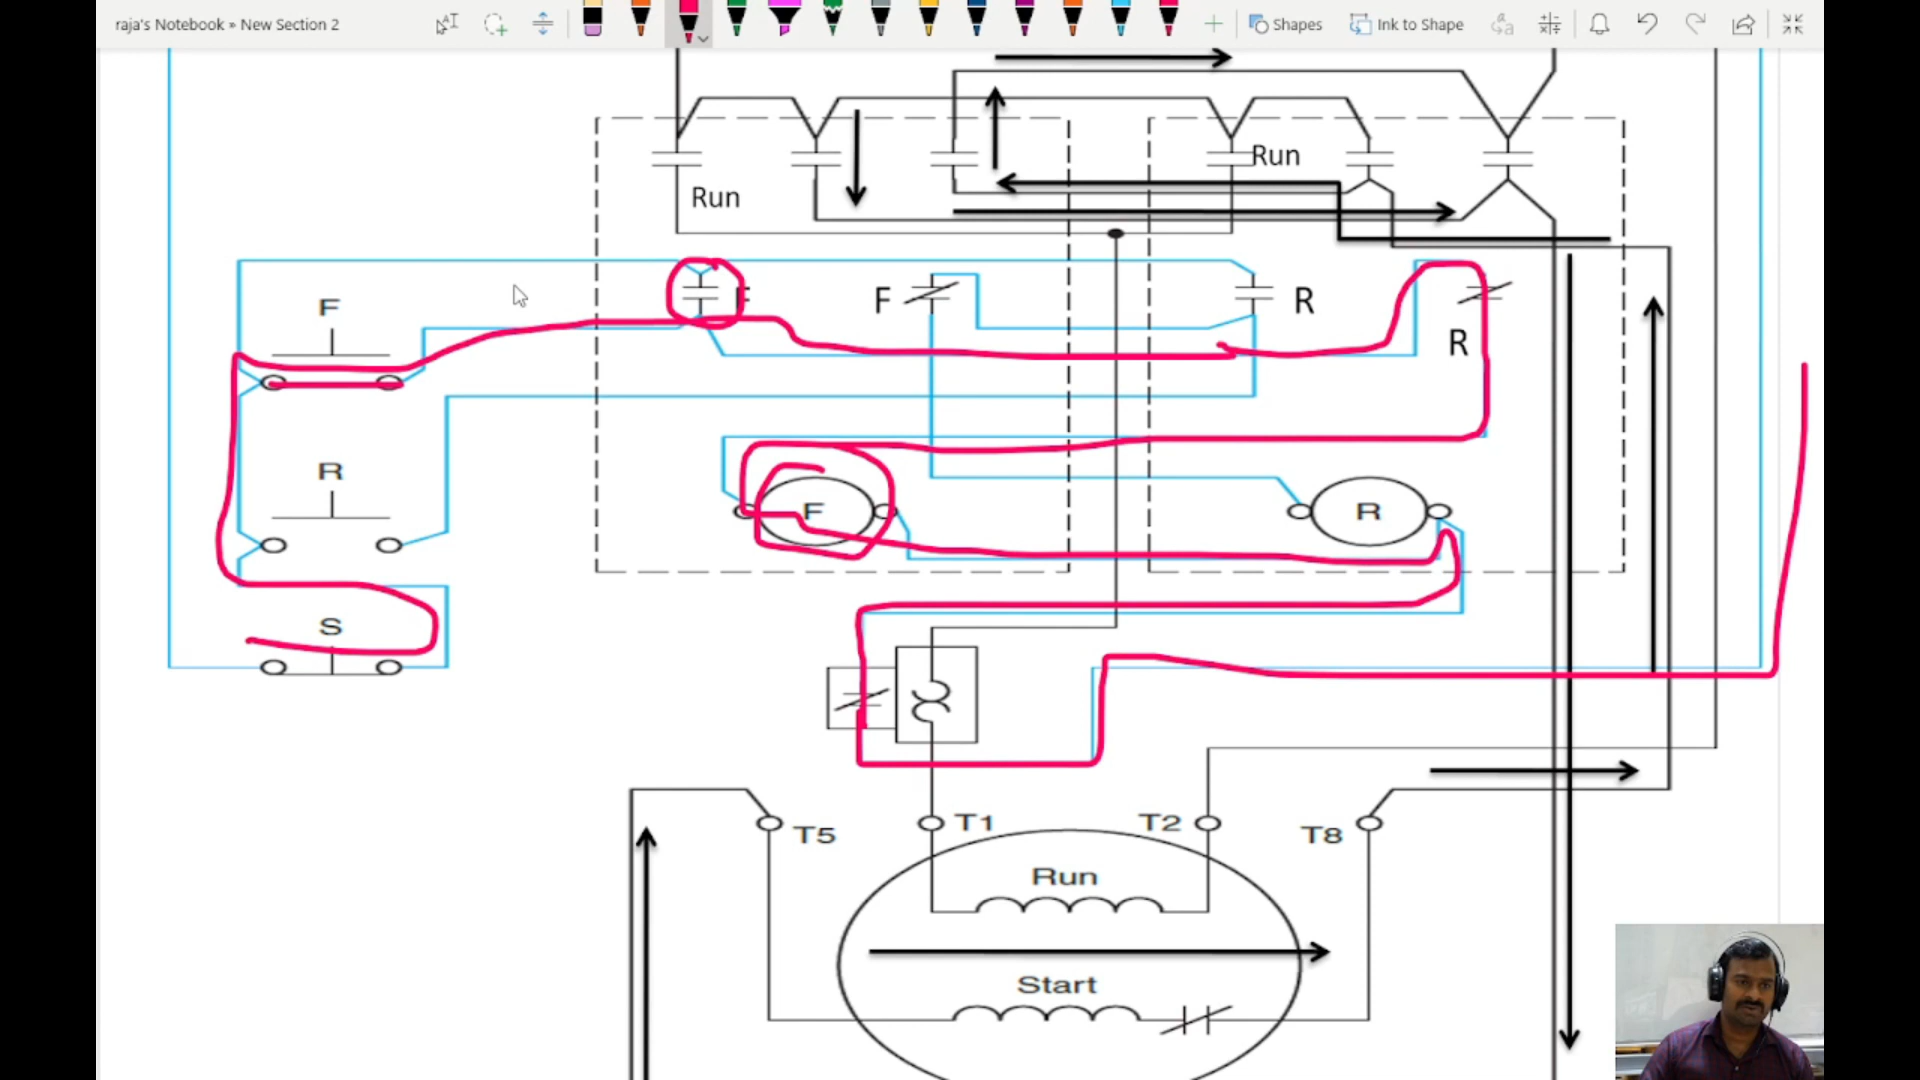 raja's Notebook » New Section 2
Shapes
Ink to Shape
Run
Run
F
F
F
R
R
R
F
R
S
T5
T1
T2
T8
Run
Start